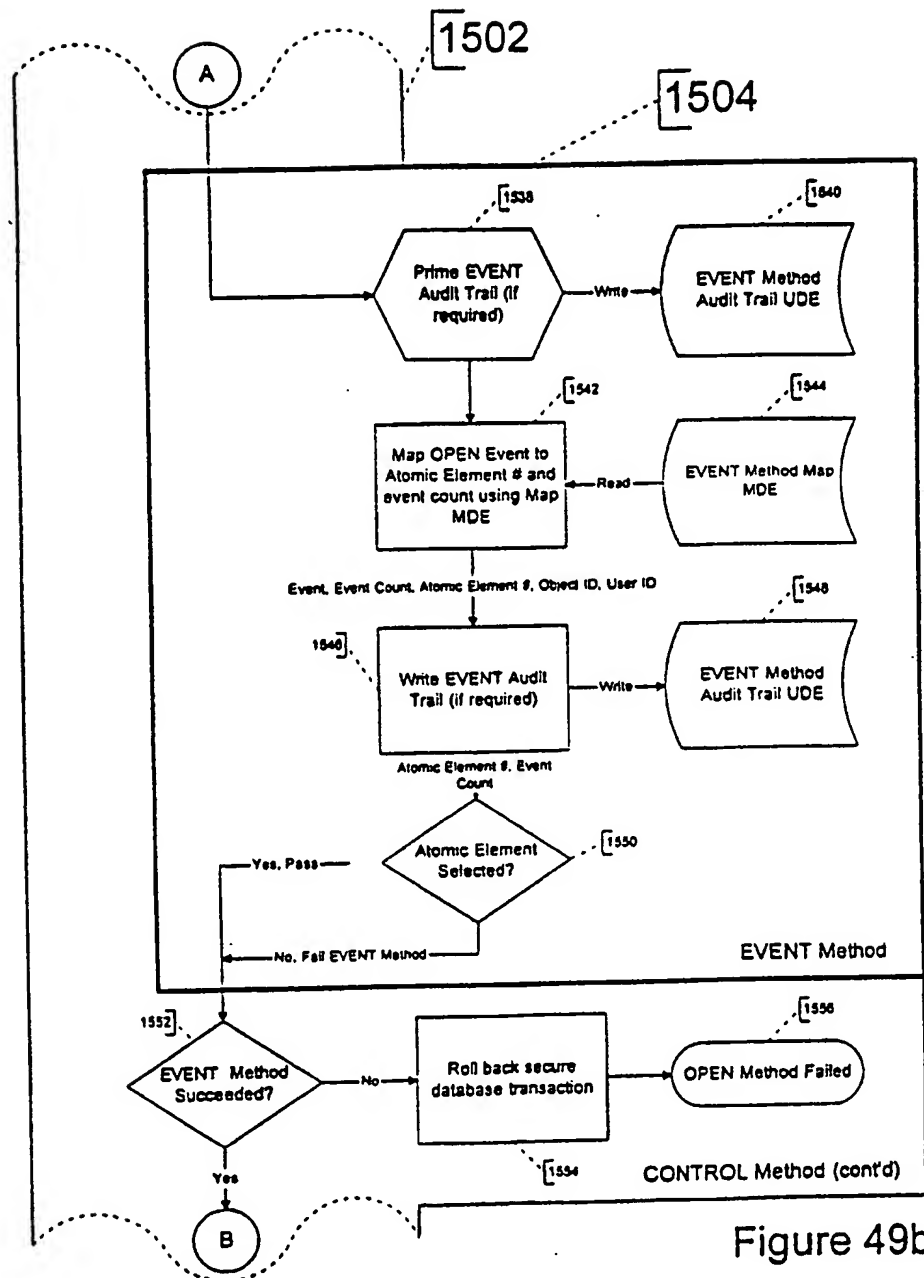 1502
A
1504
1538
1540
Prime EVENT
Audit Trail (if
required)
Write
EVENT Method
Audit Trail UDE
1542
1544
Map OPEN Event to
Atomic Element # and
event count using Map
MDE
Read
EVENT Method Map
MDE
Event, Event Count, Atomic Element #, Object ID, User ID
1548
1546
Write EVENT Audit
Trail (if required)
Write
EVENT Method
Audit Trail UDE
Atomic Element #, Event
Count
Atomic Element
Selected?
1550
Yes, Pass
No, Fail EVENT Method
EVENT Method
1552
EVENT Method
Succeeded?
No
Roll back secure
database transaction
1556
OPEN Method Failed
1554
Yes
CONTROL Method (cont'd)
B
Figure 49b